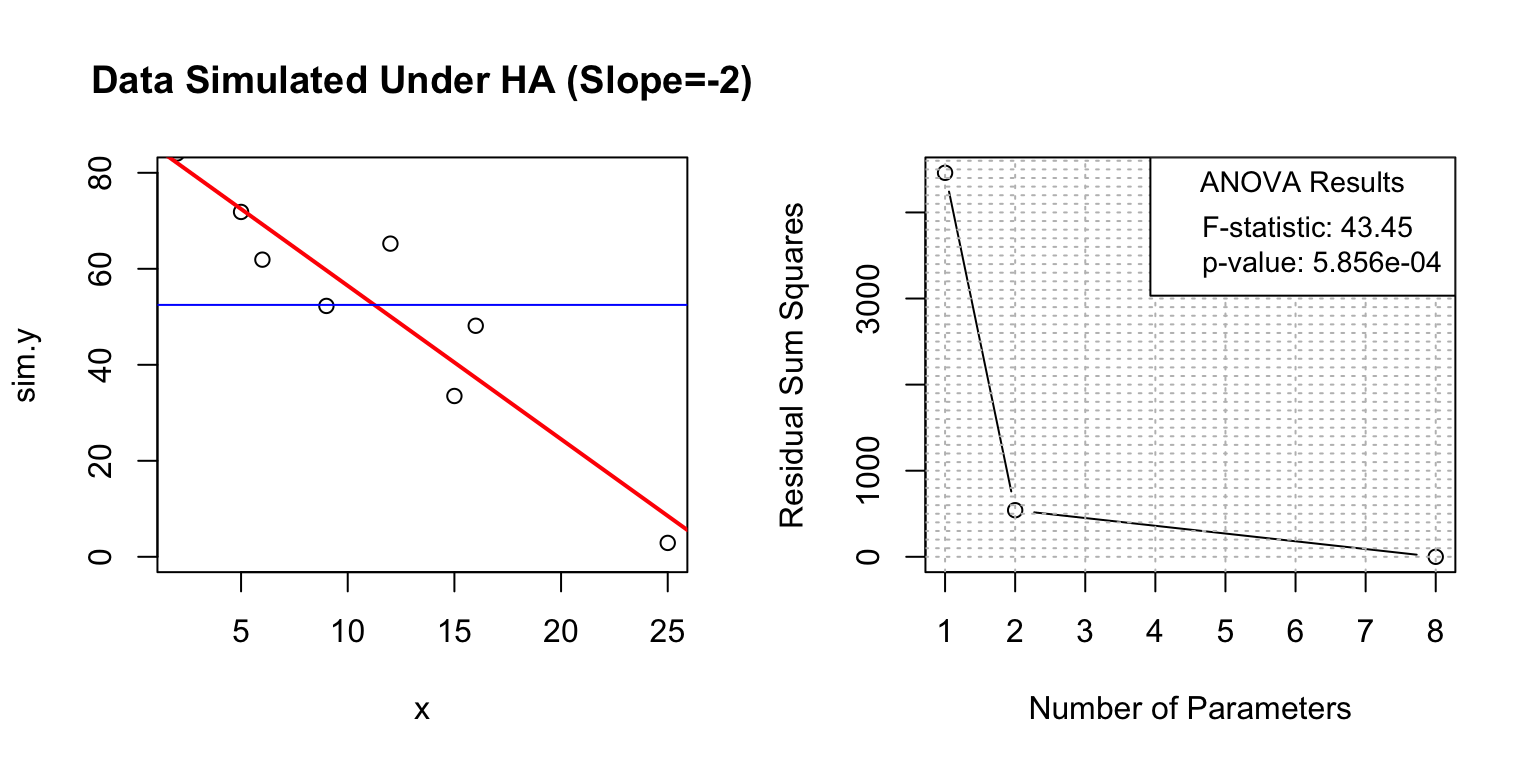 Data Simulated Under HA (Slope=-2)
sim.y
80
60
40
20
0
5 10 15 20 25
x
Residual Sum Squares
3000
1000
0
ANOVA Results
F-statistic: 43.45
p-value: 5.856e-04
1 2 3 4 5 6 7 8
Number of Parameters